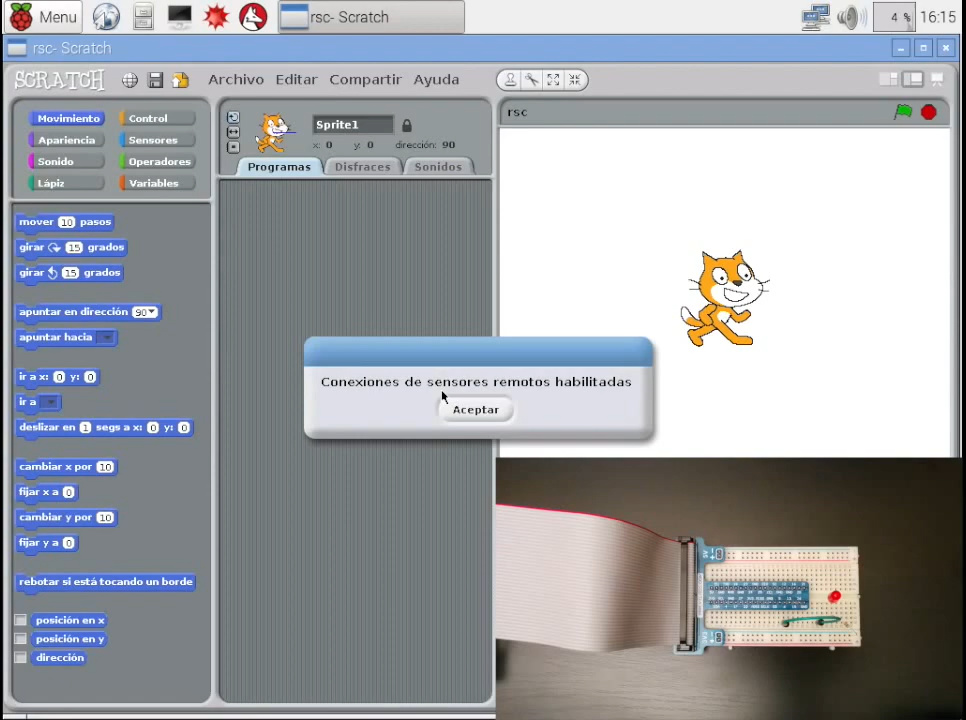 Menu
rsc- Scratch
4 %
16:15
rsc- Scratch
SCRATCH
Archivo Editar Compartir Ayuda
Movimiento
Control
Apariencia
Sensores
Sonido
Operadores
Lápiz
Variables
Sprite1
x: 0 y: 0 dirección: 90
Programas
Disfraces
Sonidos
rsc
mover 10 pasos
girar 15 grados
girar 15 grados
apuntar en dirección 90
apuntar hacia
ir a x: 0 y: 0
ir a
deslizar en 1 segs a x: 0 y: 0
cambiar x por 10
fijar x a 0
cambiar y por 10
fijar y a 0
rebotar si está tocando un borde
posición en x
posición en y
dirección
Conexiones de sensores remotos habilitadas
Aceptar
5V
3V3